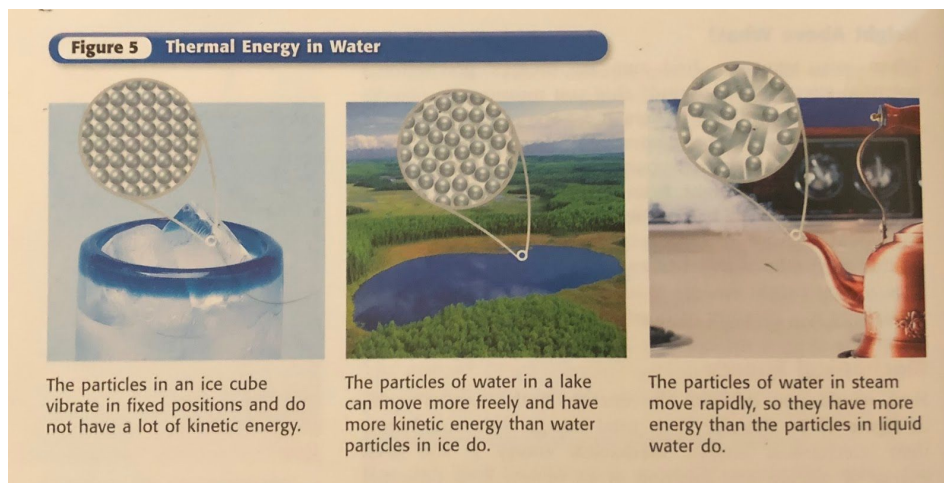 Figure 5 Thermal Energy in Water
The particles in an ice cube
vibrate in fixed positions and do
not have a lot of kinetic energy.
The particles of water in a lake
can move more freely and have
more kinetic energy than water
particles in ice do.
The particles of water in steam
move rapidly, so they have more
energy than the particles in liquid
water do.